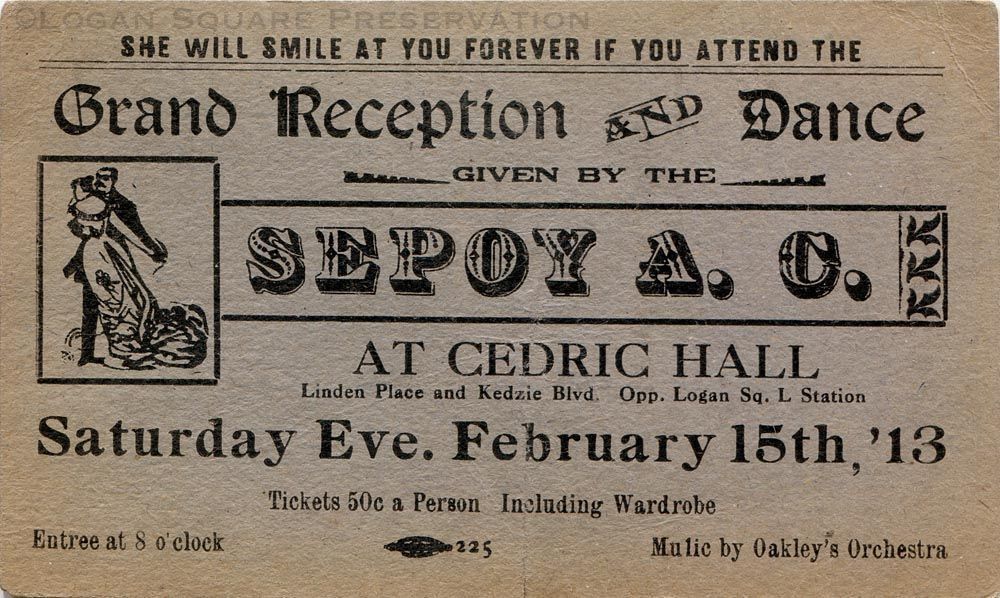 ©Logan Square Preservation
SHE WILL SMILE AT YOU FOREVER IF YOU ATTEND THE
Grand Reception AND Dance
GIVEN BY THE
SEPOY A. C.
AT CEDRIC HALL
Linden Place and Kedzie Blvd. Opp. Logan Sq. L Station
Saturday Eve. February 15th, '13
Tickets 50c a Person Including Wardrobe
Entree at 8 o'clock
225
Mulic by Oakley's Orchestra